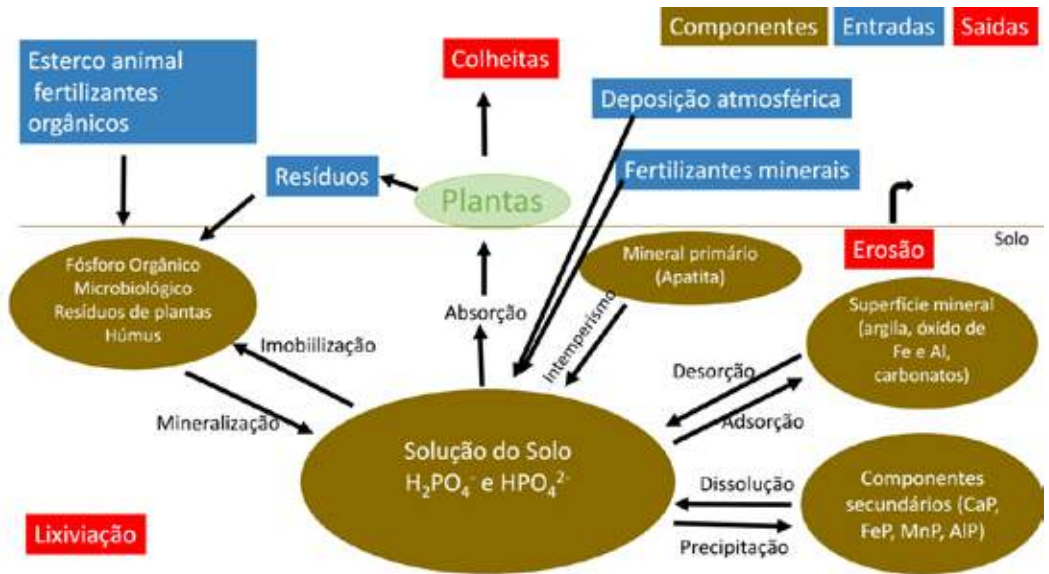 Componentes
Entradas
Saidas
Esterco animal
fertilizantes
orgânicos
Colheitas
Deposição atmosférica
Resíduos
Fertilizantes minerais
Plantas
Solo
Erosão
Mineral primário
(Apatita)
Fósforo Orgânico
Microbiológico
Resíduos de plantas
Húmus
Superfície mineral
(argila, óxido de
Fe e Al,
carbonatos)
Absorção
Intemperismo
Imobiilização
Desorção
Mineralização
Adsorção
Solução do Solo
H₂PO₄⁻ e HPO₄²⁻
Dissolução
Componentes
secundários (CaP,
FeP, MnP, AlP)
Precipitação
Lixiviação